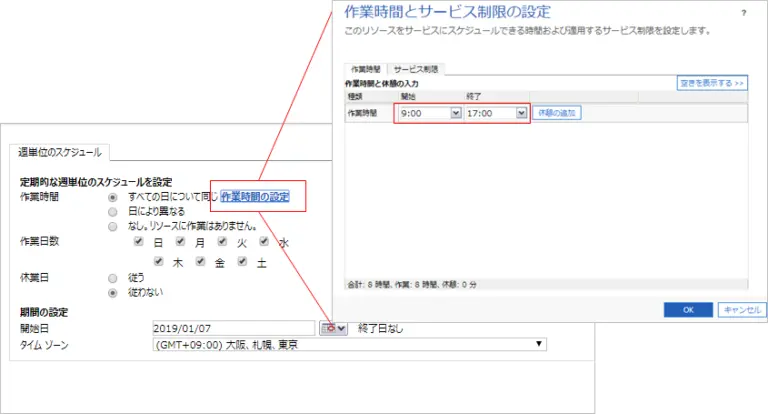 作業時間とサービス制限の設定
?
このリソースをサービスにスケジュールできる時間および適用するサービス制限を設定します。
作業時間 サービス制限
作業時間と休憩の入力
空きを表示する >>
種類 開始 終了
作業時間 9:00 17:00 休憩の追加
合計: 8 時間、作業: 8 時間、休憩: 0 分
OK キャンセル
週単位のスケジュール
定期的な週単位のスケジュールを設定
作業時間 すべての日について同じ 作業時間の設定
日により異なる
なし。リソースに作業はありません。
作業日数 日 月 火 水
木 金 土
休業日 従う
従わない
期間の設定
開始日 2019/01/07 終了日なし
タイム ゾーン (GMT+09:00) 大阪、札幌、東京